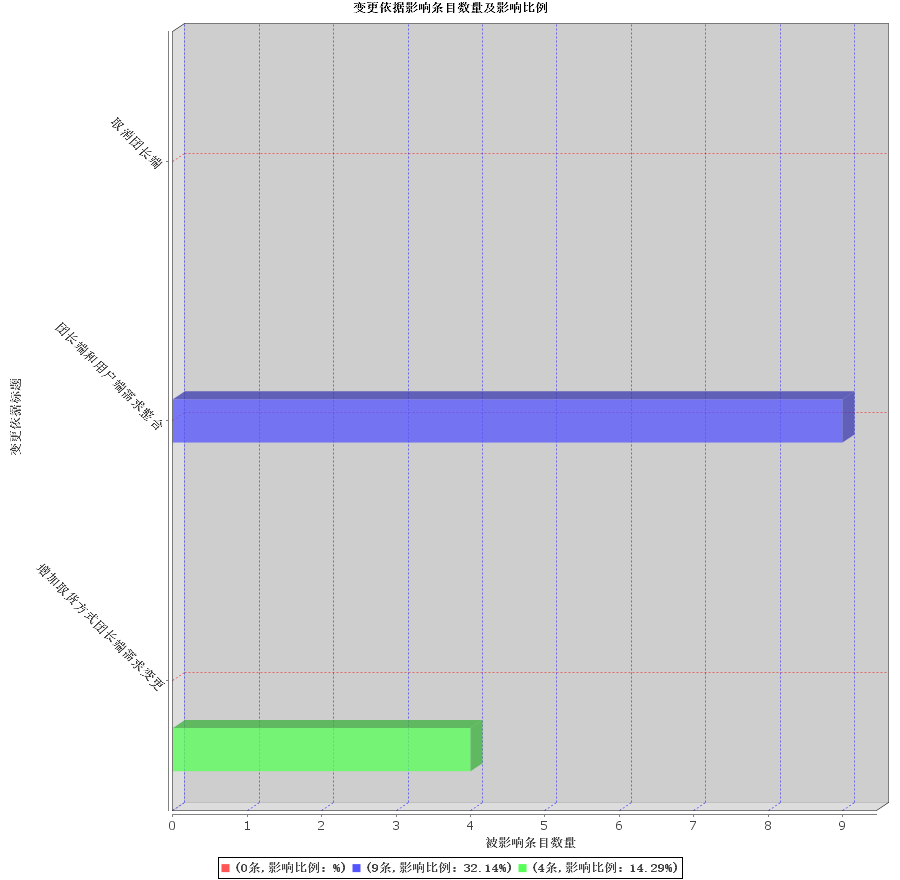 变更依据影响条目数量及影响比例
取消团长端
团长端和用户端需求整合
增加取货方式团长端需求变更
变更依据标题
0 1 2 3 4 5 6 7 8 9
被影响条目数量
(0条, 影响比例: %) (9条, 影响比例: 32.14%) (4条, 影响比例: 14.29%)